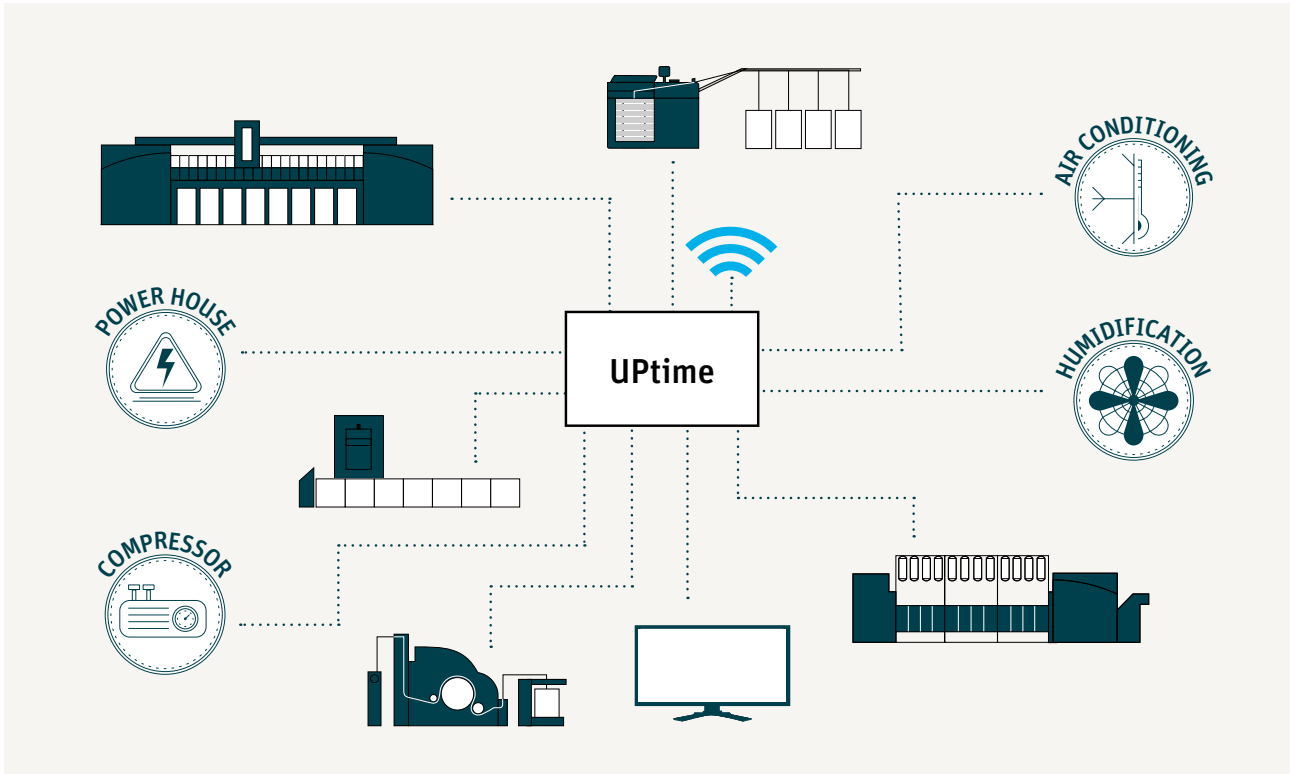 AIR CONDITIONING
POWER HOUSE
UPtime
HUMIDIFICATION
COMPRESSOR